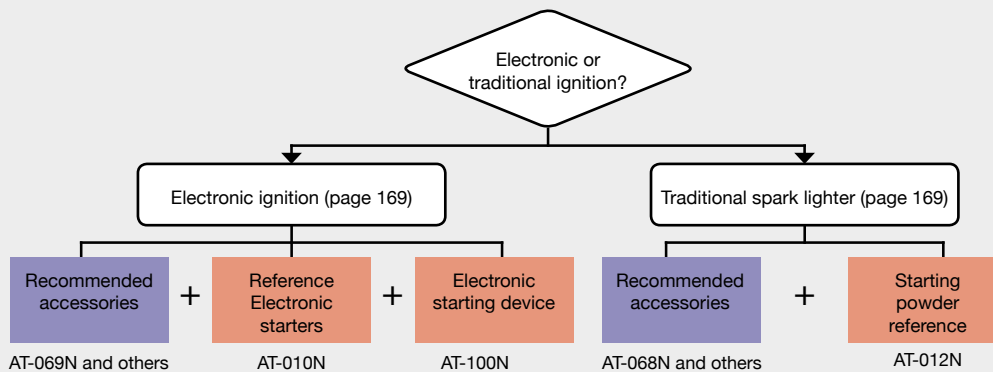 Electronic or
traditional ignition?
Electronic ignition (page 169)
Traditional spark lighter (page 169)
Recommended
accessories
+
Reference
Electronic
starters
+
Electronic
starting device
Recommended
accessories
+
Starting
powder
reference
AT-069N and others
AT-010N
AT-100N
AT-068N and others
AT-012N